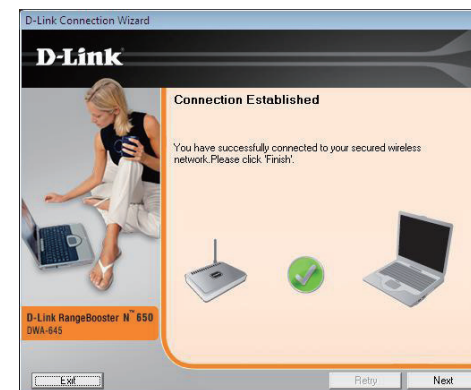 D-Link Connection Wizard
D-Link
Connection Established
You have successfully connected to your secured wireless
network.Please click 'Finish'.
D-Link RangeBooster N™ 650
DWA-645
Exit
Retry
Next